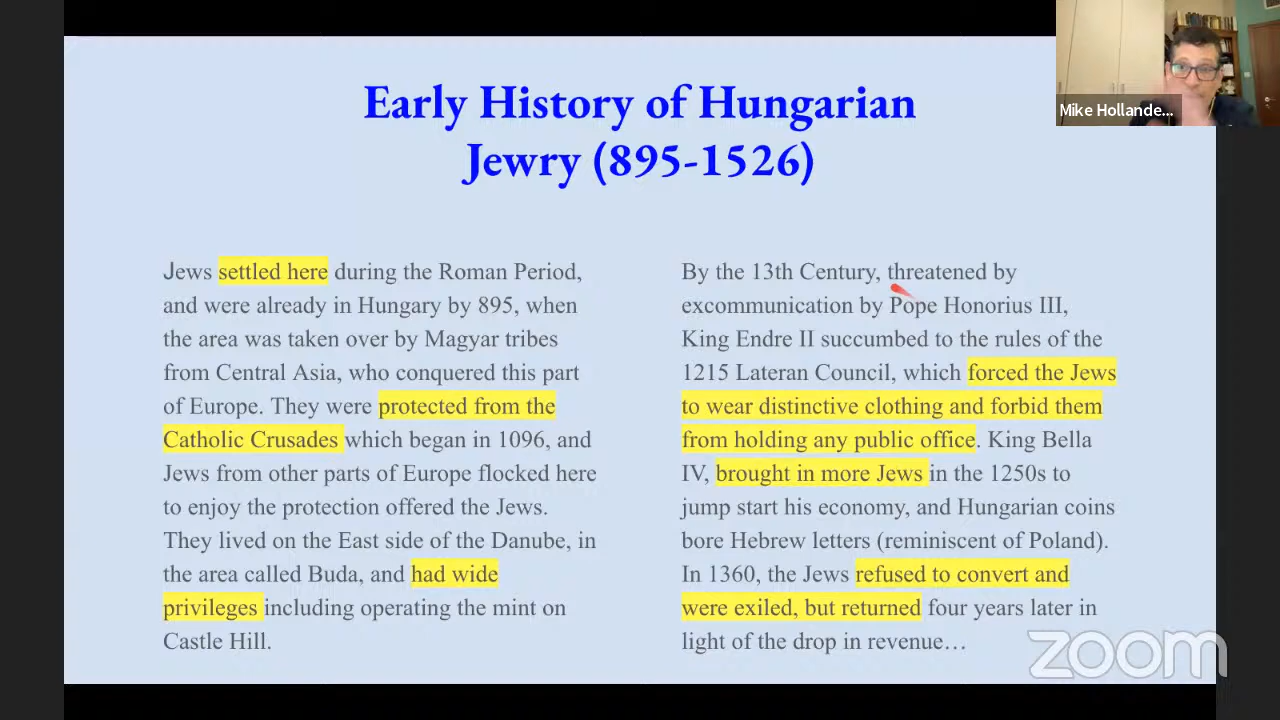 Early History of Hungarian
Jewry (895-1526)
Mike Hollande...
Jews settled here during the Roman Period,
and were already in Hungary by 895, when
the area was taken over by Magyar tribes
from Central Asia, who conquered this part
of Europe. They were protected from the
Catholic Crusades which began in 1096, and
Jews from other parts of Europe flocked here
to enjoy the protection offered the Jews.
They lived on the East side of the Danube, in
the area called Buda, and had wide
privileges including operating the mint on
Castle Hill.
By the 13th Century, threatened by
excommunication by Pope Honorius III,
King Endre II succumbed to the rules of the
1215 Lateran Council, which forced the Jews
to wear distinctive clothing and forbid them
from holding any public office. King Bella
IV, brought in more Jews in the 1250s to
jump start his economy, and Hungarian coins
bore Hebrew letters (reminiscent of Poland).
In 1360, the Jews refused to convert and
were exiled, but returned four years later in
light of the drop in revenue…
zoom